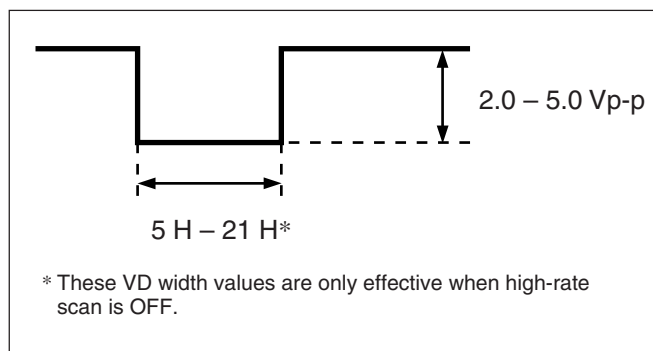 2.0 – 5.0 Vp-p
5 H – 21 H*
* These VD width values are only effective when high-rate
scan is OFF.